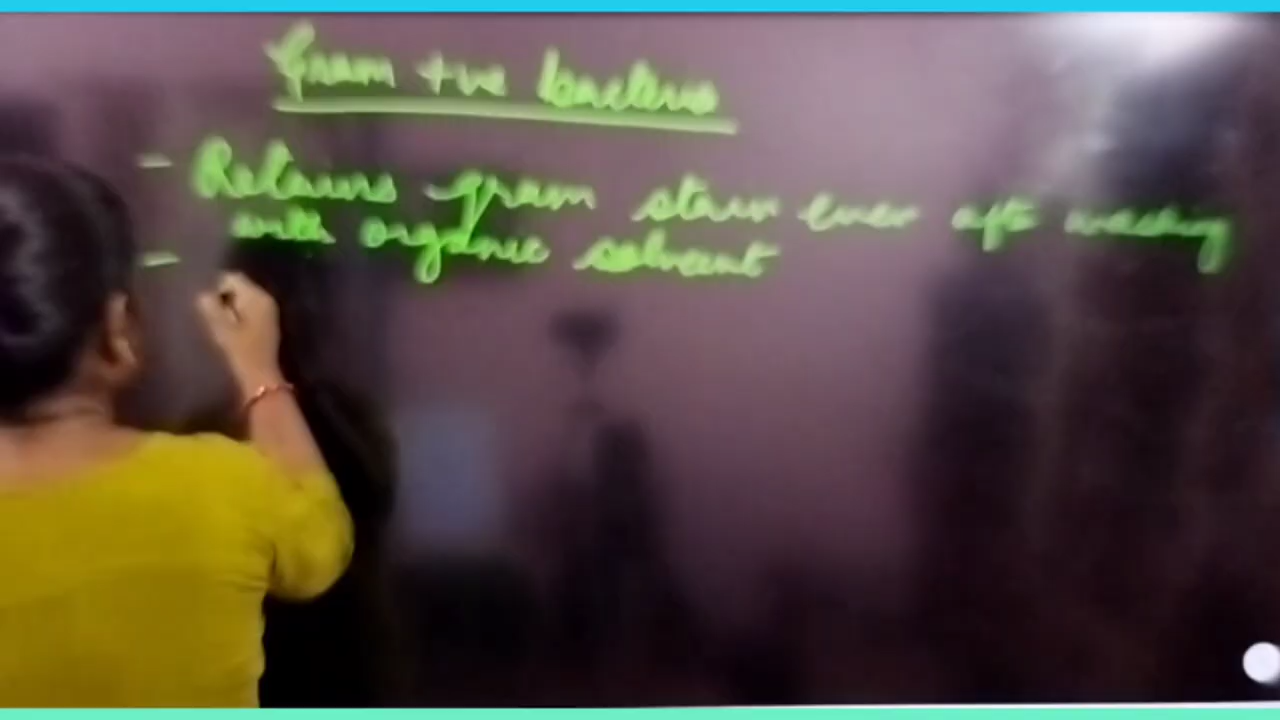 Gram +ve bacteria
- Retains gram stain even after washing
with organic solvent
-